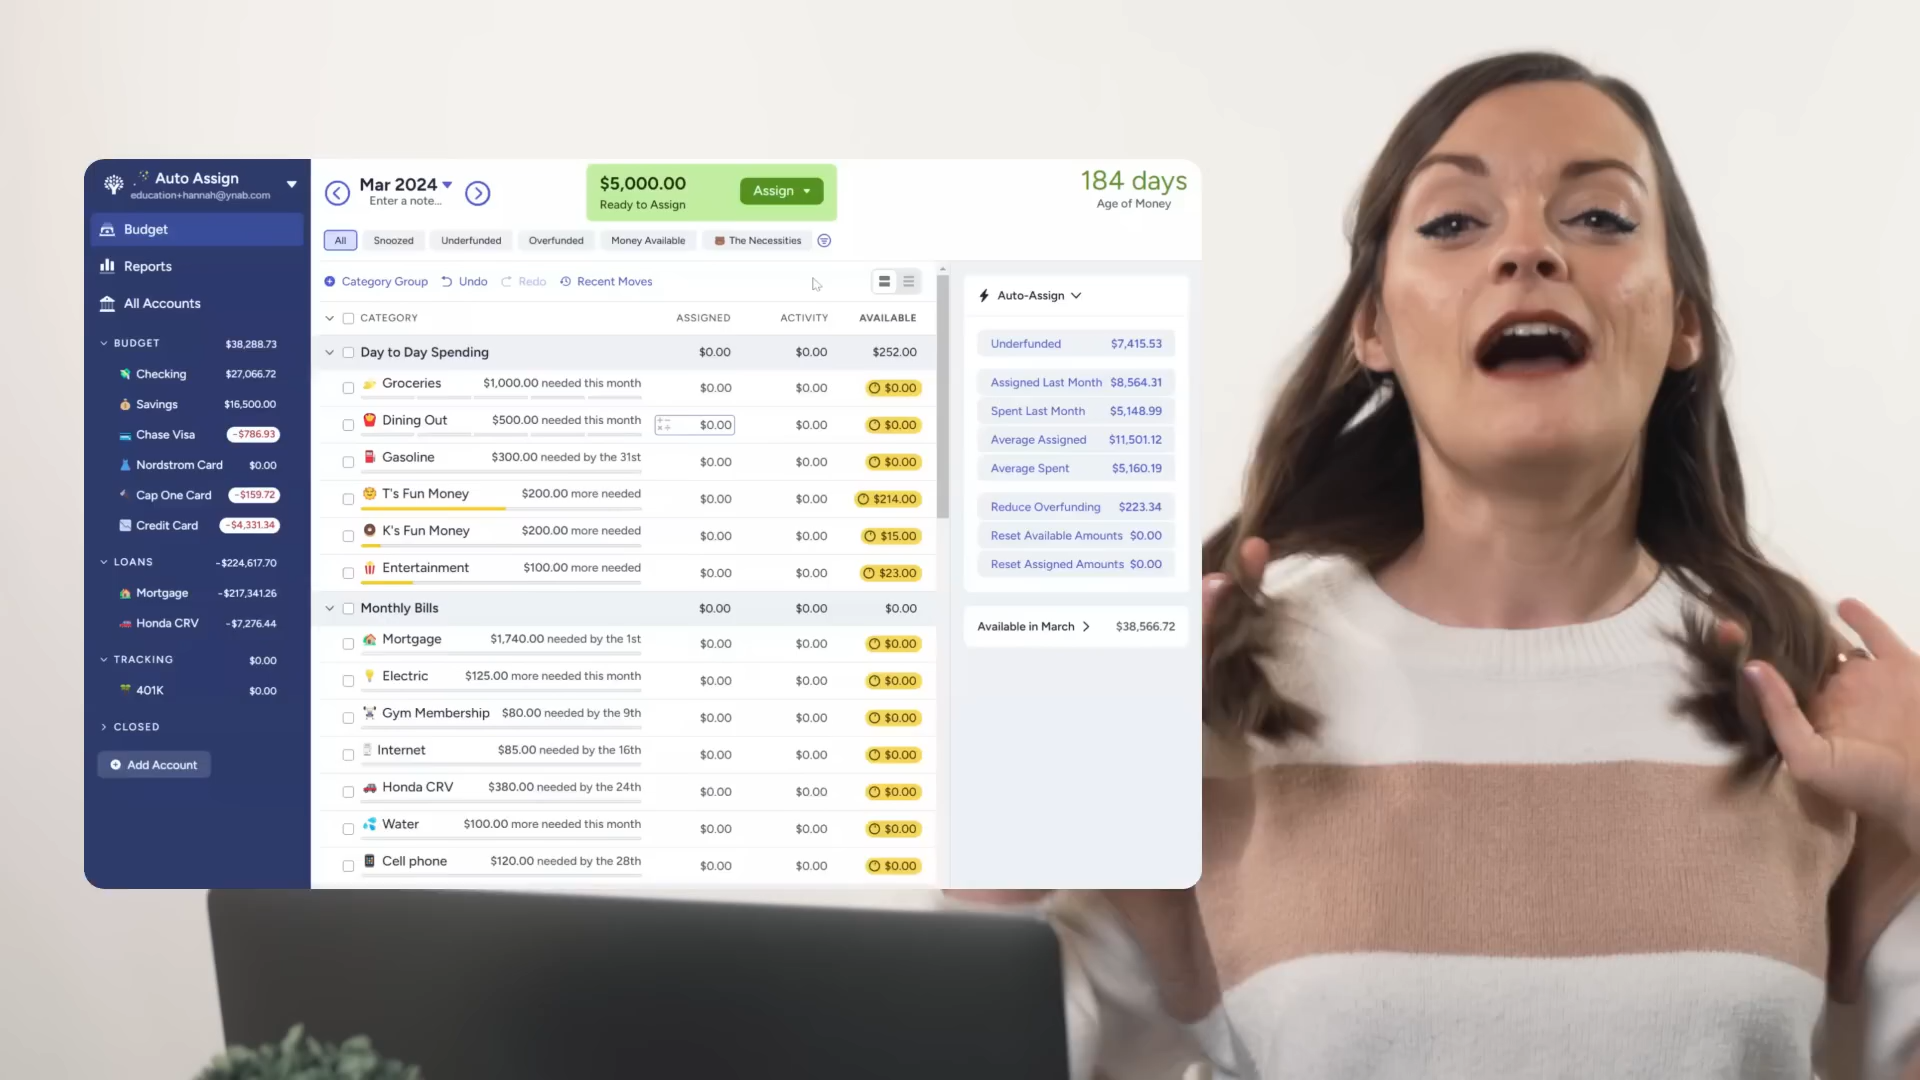 Auto Assign
education+hannah@ynab.com
Budget
Reports
All Accounts
BUDGET $38,288.73
Checking $27,066.72
Savings $16,500.00
Chase Visa -$786.93
Nordstrom Card $0.00
Cap One Card -$159.72
Credit Card -$4,331.34
LOANS -$224,617.70
Mortgage -$217,341.26
Honda CRV -$7,276.44
TRACKING $0.00
401K $0.00
CLOSED
Add Account
Mar 2024
Enter a note...
$5,000.00
Ready to Assign
Assign
184 days
Age of Money
All Snoozed Underfunded Overfunded Money Available The Necessities
Category Group Undo Redo Recent Moves
CATEGORY ASSIGNED ACTIVITY AVAILABLE
Day to Day Spending $0.00 $0.00 $252.00
Groceries $1,000.00 needed this month $0.00 $0.00 $0.00
Dining Out $500.00 needed this month $0.00 $0.00 $0.00
Gasoline $300.00 needed by the 31st $0.00 $0.00 $0.00
T's Fun Money $200.00 more needed $0.00 $0.00 $214.00
K's Fun Money $200.00 more needed $0.00 $0.00 $15.00
Entertainment $100.00 more needed $0.00 $0.00 $23.00
Monthly Bills $0.00 $0.00 $0.00
Mortgage $1,740.00 needed by the 1st $0.00 $0.00 $0.00
Electric $125.00 more needed this month $0.00 $0.00 $0.00
Gym Membership $80.00 needed by the 9th $0.00 $0.00 $0.00
Internet $85.00 needed by the 16th $0.00 $0.00 $0.00
Honda CRV $380.00 needed by the 24th $0.00 $0.00 $0.00
Water $100.00 more needed this month $0.00 $0.00 $0.00
Cell phone $120.00 needed by the 28th $0.00 $0.00 $0.00
Auto-Assign
Underfunded $7,415.53
Assigned Last Month $8,564.31
Spent Last Month $5,148.99
Average Assigned $11,501.12
Average Spent $5,160.19
Reduce Overfunding $223.34
Reset Available Amounts $0.00
Reset Assigned Amounts $0.00
Available in March $38,566.72